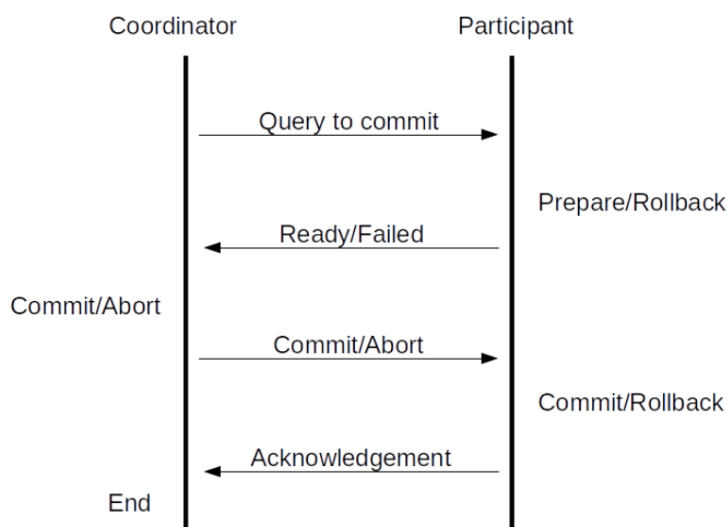 Coordinator
Participant
Query to commit
Prepare/Rollback
Ready/Failed
Commit/Abort
Commit/Abort
Commit/Rollback
Acknowledgement
End